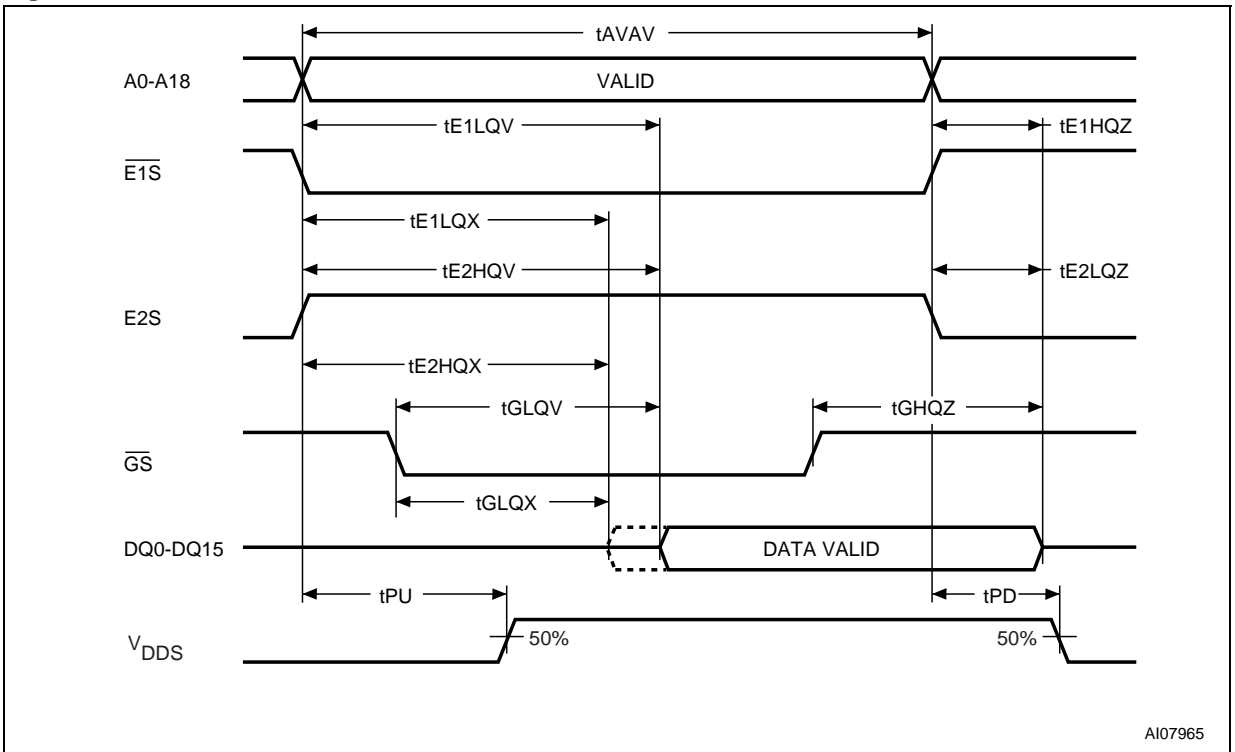 tAVAV
A0-A18
VALID
tE1LQV
tE1HQZ
E1S
tE1LQX
tE2HQV
tE2LQZ
E2S
tE2HQX
tGLQV
tGHQZ
GS
tGLQX
DQ0-DQ15
DATA VALID
tPU
tPD
VDDS
50%
50%
AI07965